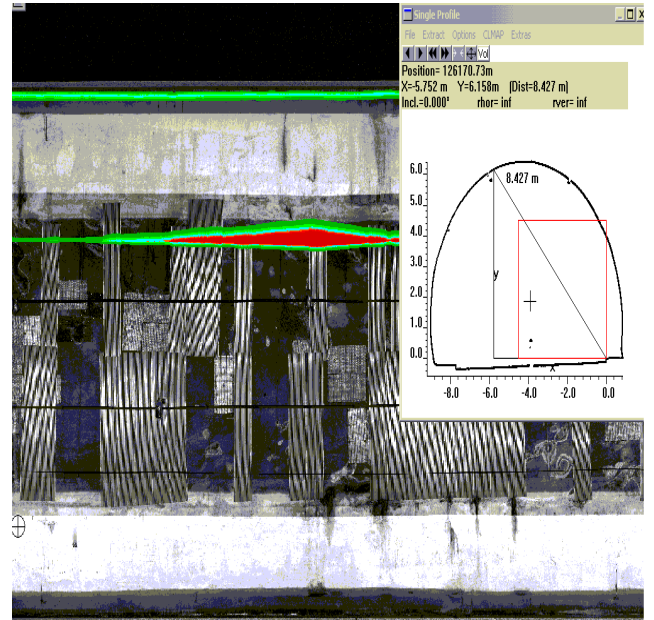 Single Profile
File Extract Options CLMAP Extras
Vol
Position= 126170.73m
X=-5.752 m Y=6.158m (Dist=8.427 m)
Incl.=0.000° rhor= inf rver= inf
8.427 m
6.0
5.0
4.0
3.0
2.0
1.0
0.0
y
x
-8.0 -6.0 -4.0 -2.0 0.0